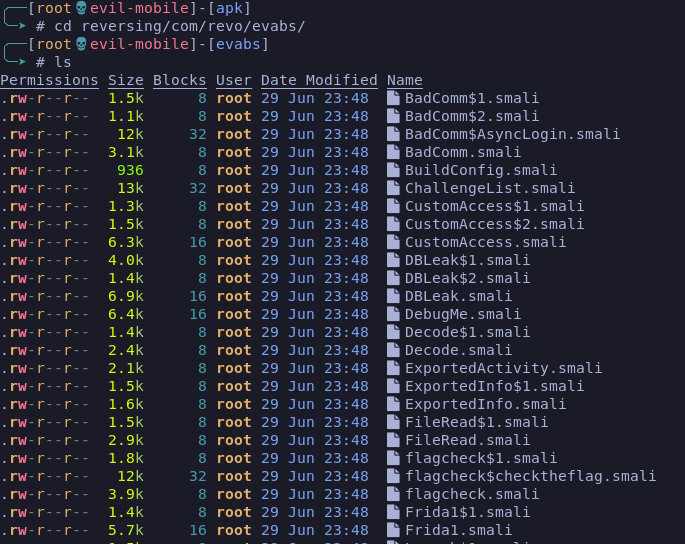 [root💀evil-mobile]-[apk]
# cd reversing/com/revo/evabs/
[root💀evil-mobile]-[evabs]
# ls
Permissions Size Blocks User Date Modified Name
.rw-r--r-- 1.5k 8 root 29 Jun 23:48 BadComm$1.smali
.rw-r--r-- 1.1k 8 root 29 Jun 23:48 BadComm$2.smali
.rw-r--r-- 12k 32 root 29 Jun 23:48 BadComm$AsyncLogin.smali
.rw-r--r-- 3.1k 8 root 29 Jun 23:48 BadComm.smali
.rw-r--r-- 936 8 root 29 Jun 23:48 BuildConfig.smali
.rw-r--r-- 13k 32 root 29 Jun 23:48 ChallengeList.smali
.rw-r--r-- 1.3k 8 root 29 Jun 23:48 CustomAccess$1.smali
.rw-r--r-- 1.5k 8 root 29 Jun 23:48 CustomAccess$2.smali
.rw-r--r-- 6.3k 16 root 29 Jun 23:48 CustomAccess.smali
.rw-r--r-- 4.0k 8 root 29 Jun 23:48 DBLeak$1.smali
.rw-r--r-- 1.4k 8 root 29 Jun 23:48 DBLeak$2.smali
.rw-r--r-- 6.9k 16 root 29 Jun 23:48 DBLeak.smali
.rw-r--r-- 6.4k 16 root 29 Jun 23:48 DebugMe.smali
.rw-r--r-- 1.4k 8 root 29 Jun 23:48 Decode$1.smali
.rw-r--r-- 2.4k 8 root 29 Jun 23:48 Decode.smali
.rw-r--r-- 2.1k 8 root 29 Jun 23:48 ExportedActivity.smali
.rw-r--r-- 1.5k 8 root 29 Jun 23:48 ExportedInfo$1.smali
.rw-r--r-- 1.6k 8 root 29 Jun 23:48 ExportedInfo.smali
.rw-r--r-- 1.5k 8 root 29 Jun 23:48 FileRead$1.smali
.rw-r--r-- 2.9k 8 root 29 Jun 23:48 FileRead.smali
.rw-r--r-- 1.8k 8 root 29 Jun 23:48 flagcheck$1.smali
.rw-r--r-- 12k 32 root 29 Jun 23:48 flagcheck$checktheflag.smali
.rw-r--r-- 3.9k 8 root 29 Jun 23:48 flagcheck.smali
.rw-r--r-- 1.4k 8 root 29 Jun 23:48 Frida1$1.smali
.rw-r--r-- 5.7k 16 root 29 Jun 23:48 Frida1.smali